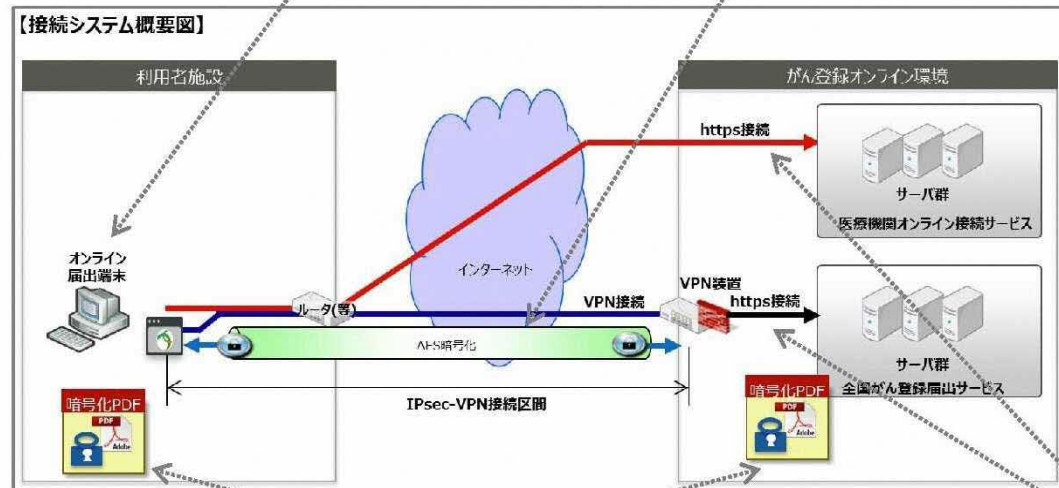 【接続システム概要図】
利用者施設
がん登録オンライン環境
https接続
サーバ群
医療機関オンライン接続サービス
オンライン
届出端末
インターネット
ルータ(等)
VPN接続
VPN装置
https接続
AES暗号化
サーバ群
全国がん登録届出サービス
IPsec-VPN接続区間
暗号化PDF
PDF
Adobe
暗号化PDF
PDF
Adobe